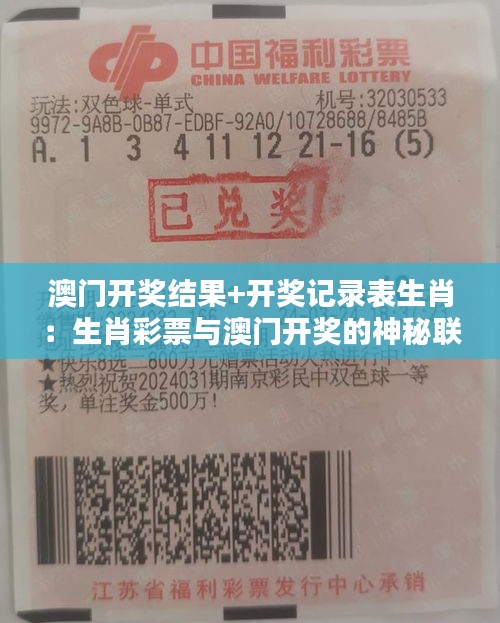 中国福利彩票
CHINA WELFARE LOTTERY
玩法:双色球-单式 机号:32030533
9972-9A8B-0B87-EDBF-92A0/10728688/8485B
A. 1 3 4 11 12 21-16 (5)
已兑奖
澳门开奖结果+开奖记录表生肖
：生肖彩票与澳门开奖的神秘联
★快乐8选三800万元赠票活动火热进行中!
★热烈祝贺2024031期南京彩民中双色球一等
奖，单注奖金500万!
江苏省福利彩票发行中心承销